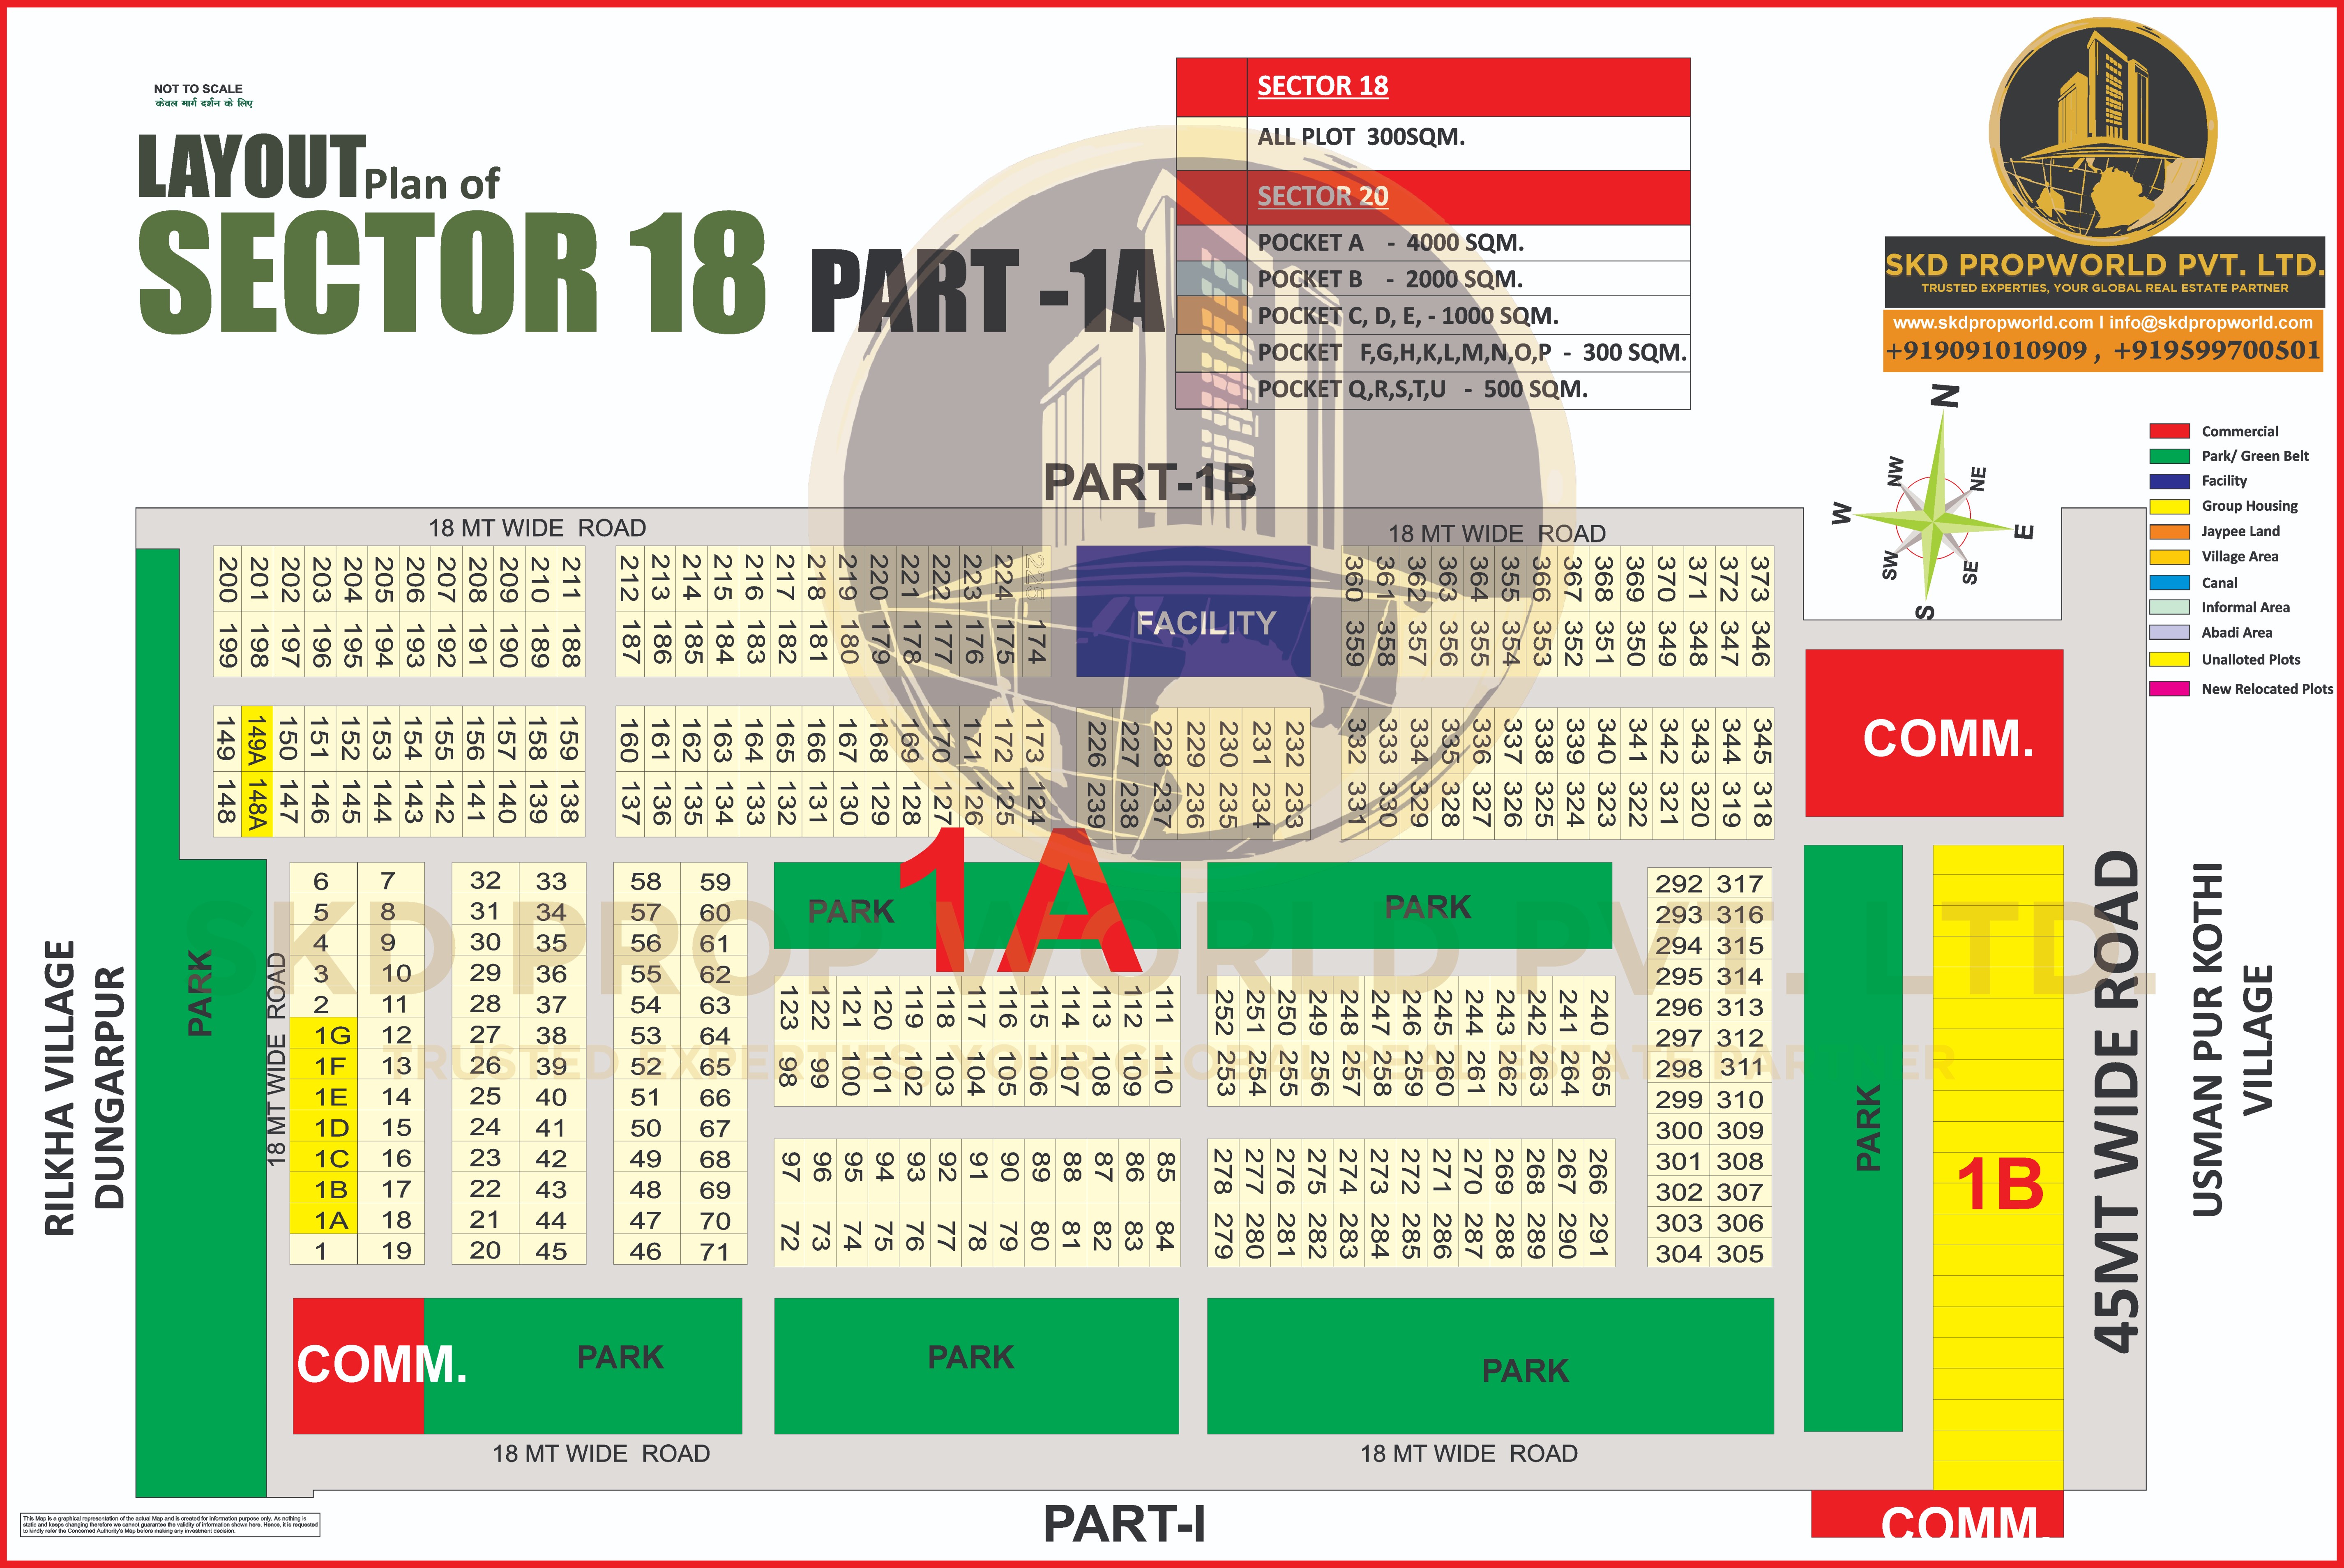 NOT TO SCALE
केवल मार्ग दर्शन के लिए
LAYOUT Plan of
SECTOR 18 PART -1A
SECTOR 18
ALL PLOT 300SQM.
SECTOR 20
POCKET A - 4000 SQM.
POCKET B - 2000 SQM.
POCKET C, D, E, - 1000 SQM.
POCKET F,G,H,K,L,M,N,O,P - 300 SQM.
POCKET Q,R,S,T,U - 500 SQM.
SKD PROPWORLD PVT. LTD.
TRUSTED EXPERTIES, YOUR GLOBAL REAL ESTATE PARTNER
www.skdpropworld.com I info@skdpropworld.com
+919091010909 , +919599700501
N
NW NE
W E
SW SE
S
Commercial
Park/ Green Belt
Facility
Group Housing
Jaypee Land
Village Area
Canal
Informal Area
Abadi Area
Unalloted Plots
New Relocated Plots
PART-1B
18 MT WIDE ROAD 18 MT WIDE ROAD
200 201 202 203 204 205 206 207 208 209 210 211 212 213 214 215 216 217 218 219 220 221 222 223 224 225 360 361 362 363 364 355 366 367 368 369 370 371 372 373
FACILITY
199 198 197 196 195 194 193 192 191 190 189 188 187 186 185 184 183 182 181 180 179 178 177 176 175 174 359 358 357 356 355 354 353 352 351 350 349 348 347 346
149 149A 150 151 152 153 154 155 156 157 158 159 160 161 162 163 164 165 166 167 168 169 170 171 172 173 226 227 228 229 230 231 232 332 333 334 335 336 337 338 339 340 341 342 343 344 345
COMM.
148 148A 147 146 145 144 143 142 141 140 139 138 137 136 135 134 133 132 131 130 129 128 127 126 125 124 239 238 237 236 235 234 233 331 330 329 328 327 326 325 324 323 322 321 320 319 318
6 7 32 33 58 59
5 8 31 34 57 60
4 9 30 35 56 61
3 10 29 36 55 62
2 11 28 37 54 63
1G 12 27 38 53 64
1F 13 26 39 52 65
1E 14 25 40 51 66
1D 15 24 41 50 67
1C 16 23 42 49 68
1B 17 22 43 48 69
1A 18 21 44 47 70
1 19 20 45 46 71
PARK
1A
PARK
123 122 121 120 119 118 117 116 115 114 113 112 111
98 99 100 101 102 103 104 105 106 107 108 109 110
97 96 95 94 93 92 91 90 89 88 87 86 85
72 73 74 75 76 77 78 79 80 81 82 83 84
252 251 250 249 248 247 246 245 244 243 242 241 240
253 254 255 256 257 258 259 260 261 262 263 264 265
278 277 276 275 274 273 272 271 270 269 268 267 266
279 280 281 282 283 284 285 286 287 288 289 290 291
292 317
293 316
294 315
295 314
296 313
297 312
298 311
299 310
300 309
301 308
302 307
303 306
304 305
SKD PROP WORLD PVT. LTD.
TRUSTED EXPERTIES, YOUR GLOBAL REAL ESTATE PARTNER
RILKHA VILLAGE
DUNGARPUR
PARK
18 MT WIDE ROAD
PARK
1B
45MT WIDE ROAD
USMAN PUR KOTHI
VILLAGE
COMM. PARK PARK PARK
18 MT WIDE ROAD 18 MT WIDE ROAD
PART-I
COMM.
This Map is a graphical representation of the actual Map and is created for information purpose only. As nothing is
static and keeps changing therefore we cannot guarantee the validity of information shown here. Hence, it is requested
to kindly refer the Concerned Authority's Map before making any investment decision.